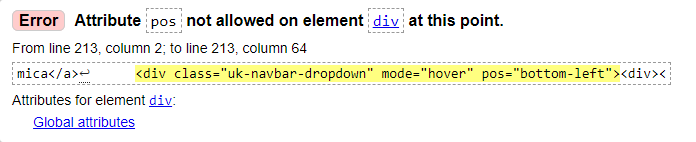 Error Attribute pos not allowed on element div at this point.
From line 213, column 2; to line 213, column 64
mica</a>↩ <div class="uk-navbar-dropdown" mode="hover" pos="bottom-left"><div><
Attributes for element div:
Global attributes